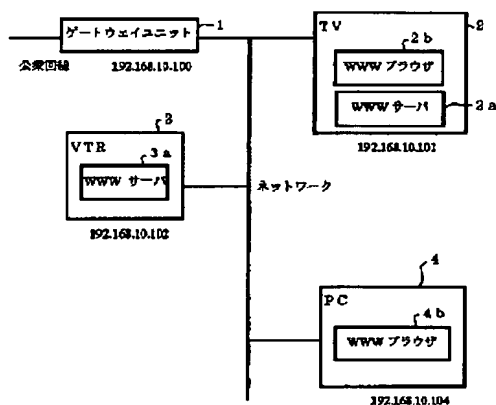 ゲートウェイユニット
1
公衆回線
192.168.10.100
TV
2
2b
WWW ブラウザ
2a
WWW サーバ
192.168.10.101
3
VTR
3a
WWW サーバ
192.168.10.102
ネットワーク
4
PC
4b
WWW ブラウザ
192.168.10.104